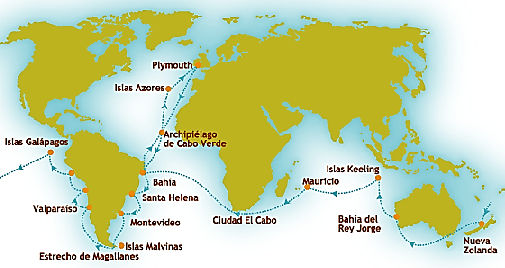 Plymouth
Islas Azores
Archipiélago
de Cabo Verde
Islas Galápagos
Islas Keeling
Bahía
Mauricio
Santa Helena
Valparaíso
Ciudad El Cabo
Bahía del
Rey Jorge
Montevideo
Islas Malvinas
Nueva
Zelanda
Estrecho de Magallanes